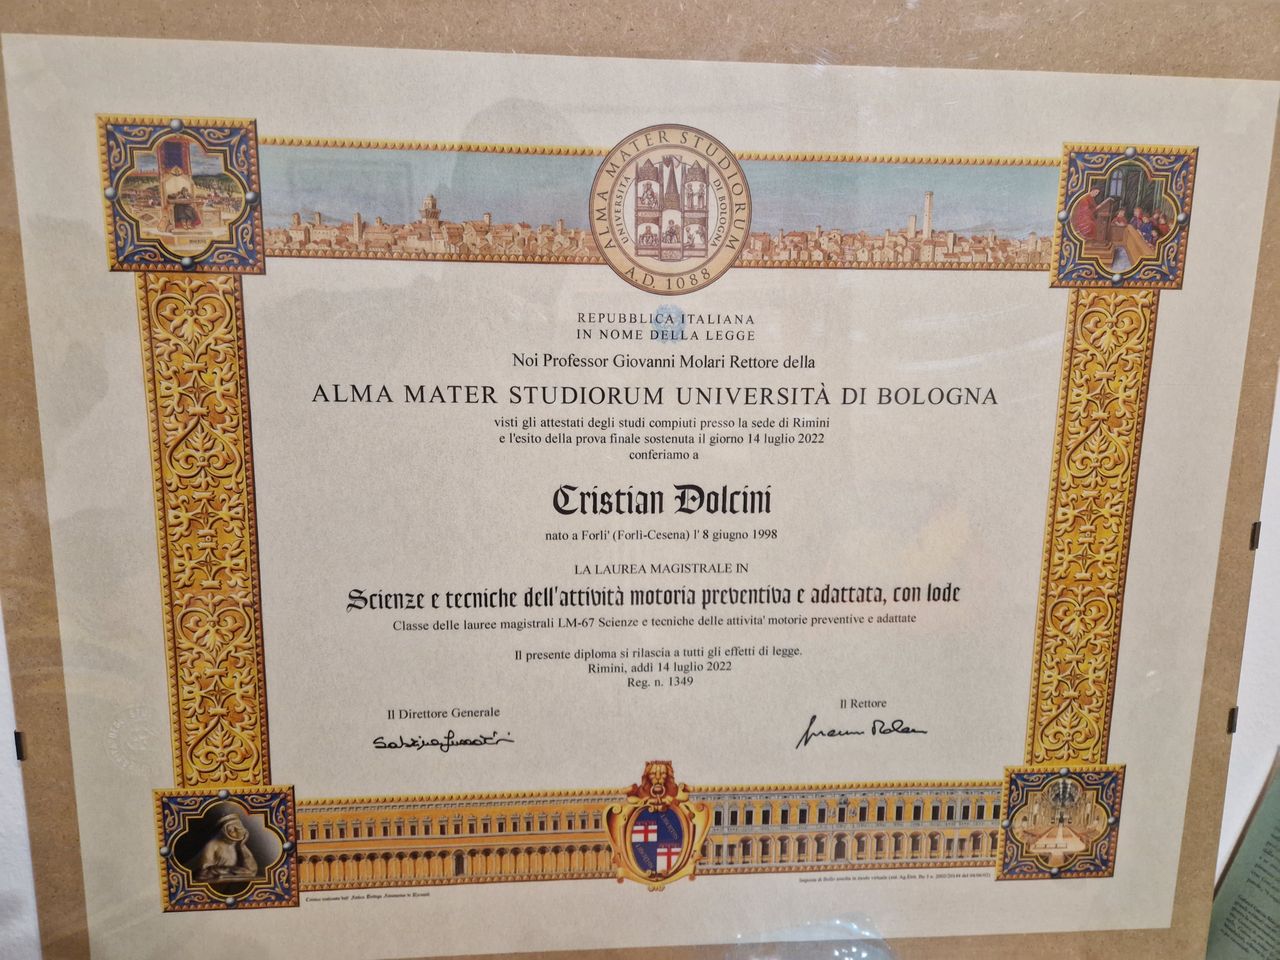 ALMA MATER STUDIORUM
UNIVERSITÀ DI BOLOGNA
A.D. 1088
REPUBBLICA ITALIANA
IN NOME DELLA LEGGE
Noi Professor Giovanni Molari Rettore della
ALMA MATER STUDIORUM UNIVERSITÀ DI BOLOGNA
visti gli attestati degli studi compiuti presso la sede di Rimini
e l'esito della prova finale sostenuta il giorno 14 luglio 2022
conferiamo a
Cristian Dolcini
nato a Forli' (Forlì-Cesena) l' 8 giugno 1998
LA LAUREA MAGISTRALE IN
Scienze e tecniche dell'attività motoria preventiva e adattata, con lode
Classe delle lauree magistrali LM-67 Scienze e tecniche delle attivita' motorie preventive e adattate
Il presente diploma si rilascia a tutti gli effetti di legge.
Rimini, addì 14 luglio 2022
Reg. n. 1349
Il Direttore Generale
Il Rettore
LIBERTAS
LIBERTAS